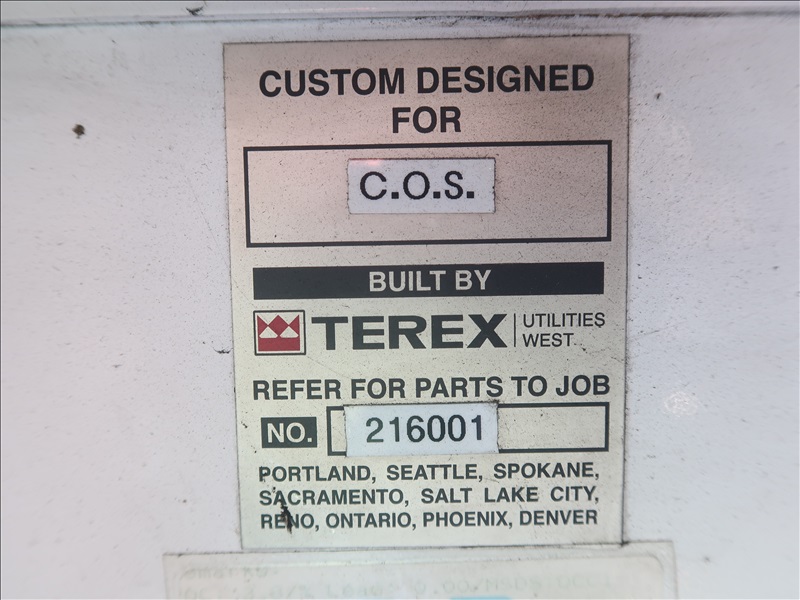 CUSTOM DESIGNED
FOR
C.O.S.
BUILT BY
TEREX UTILITIES
WEST
REFER FOR PARTS TO JOB
NO. 216001
PORTLAND, SEATTLE, SPOKANE,
SACRAMENTO, SALT LAKE CITY,
RENO, ONTARIO, PHOENIX, DENVER